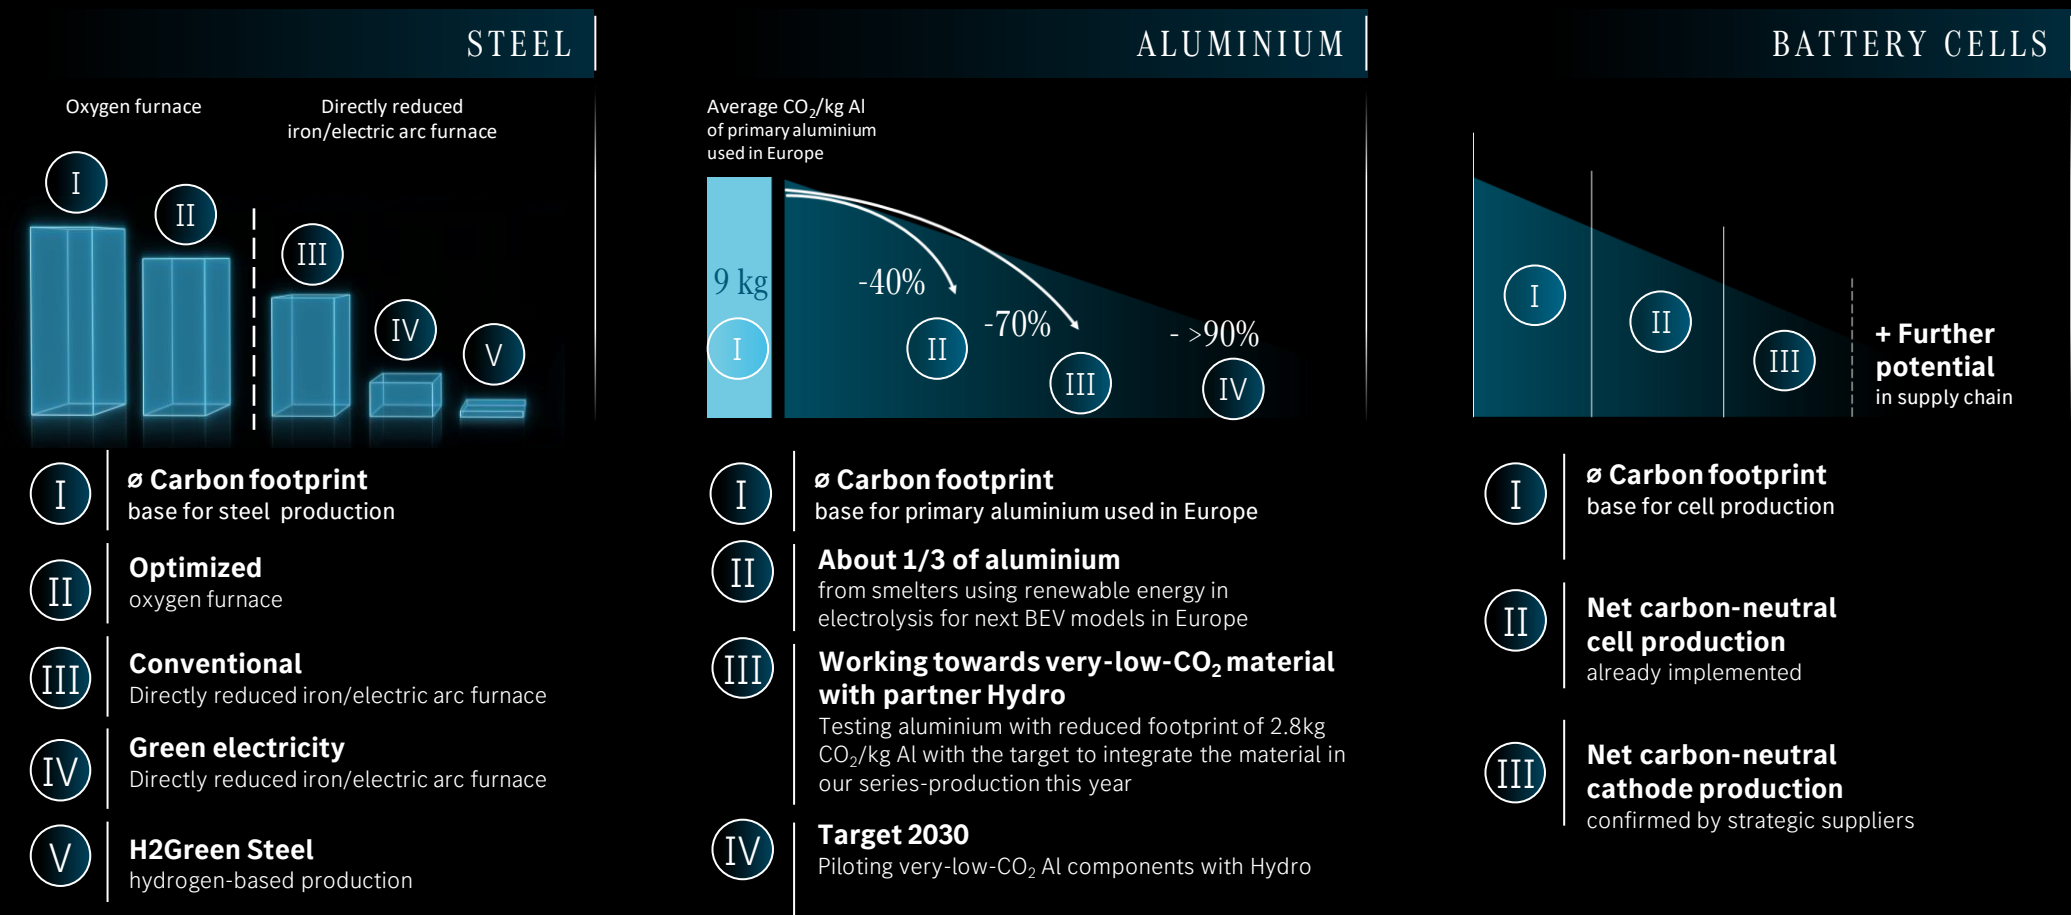 STEEL
Oxygen furnace
Directly reduced
iron/electric arc furnace
I
II
III
IV
V
I
ø Carbon footprint
base for steel production
II
Optimized
oxygen furnace
III
Conventional
Directly reduced iron/electric arc furnace
IV
Green electricity
Directly reduced iron/electric arc furnace
V
H2Green Steel
hydrogen-based production
ALUMINIUM
Average CO₂/kg Al
of primary aluminium
used in Europe
9 kg
I
-40%
II
-70%
III
- >90%
IV
I
ø Carbon footprint
base for primary aluminium used in Europe
II
About 1/3 of aluminium
from smelters using renewable energy in
electrolysis for next BEV models in Europe
III
Working towards very-low-CO₂ material
with partner Hydro
Testing aluminium with reduced footprint of 2.8kg
CO₂/kg Al with the target to integrate the material in
our series-production this year
IV
Target 2030
Piloting very-low-CO₂ Al components with Hydro
BATTERY CELLS
I
II
III
+ Further
potential
in supply chain
I
ø Carbon footprint
base for cell production
II
Net carbon-neutral
cell production
already implemented
III
Net carbon-neutral
cathode production
confirmed by strategic suppliers